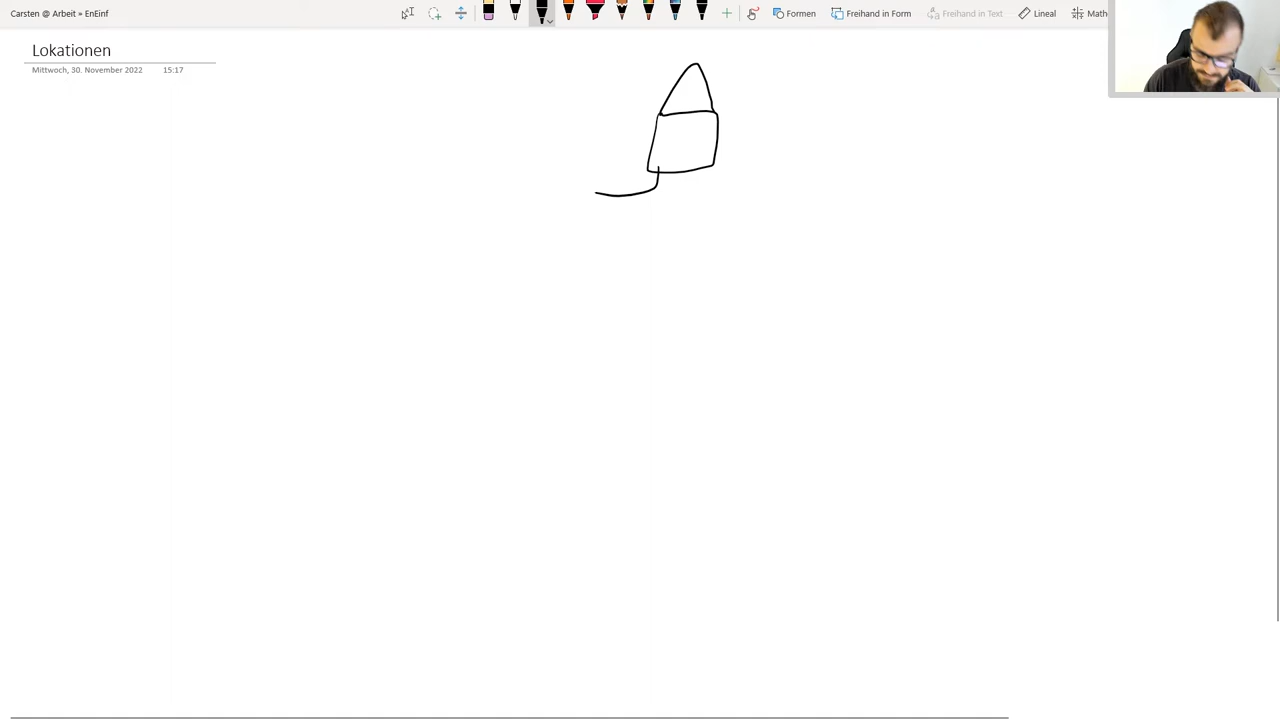 Carsten @ Arbeit » EnEinf
Formen
Freihand in Form
Freihand in Text
Lineal
Math
Lokationen
Mittwoch, 30. November 2022 15:17